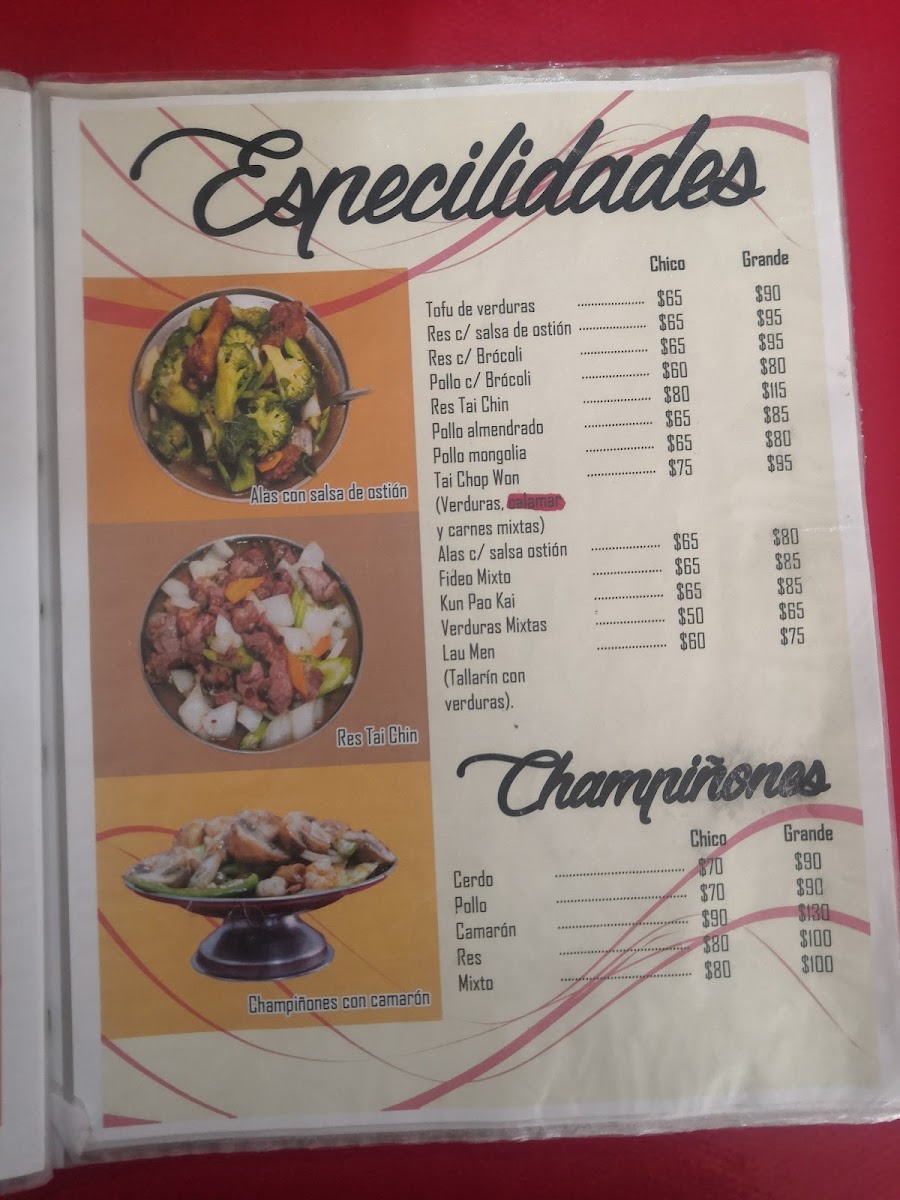 Especilidades
Chico Grande
Tofu de verduras ........................ $65 $90
Res c/ salsa de ostión ........................ $65 $95
Res c/ Brócoli ........................ $65 $95
Pollo c/ Brócoli ........................ $60 $80
Res Tai Chin ........................ $80 $115
Pollo almendrado ........................ $65 $85
Pollo mongolia ........................ $65 $80
Tai Chop Won ........................ $75 $95
(Verduras, calamar
y carnes mixtas)
Alas c/ salsa ostión ........................ $65 $80
Fideo Mixto ........................ $65 $85
Kun Pao Kai ........................ $65 $85
Verduras Mixtas ........................ $50 $65
Lau Men ........................ $60 $75
(Tallarín con
verduras).
Alas con salsa de ostión
Res Tai Chin
Champiñones con camarón
Champiñones
Chico Grande
Cerdo ........................ $70 $90
Pollo ........................ $70 $90
Camarón ........................ $90 $130
Res ........................ $80 $100
Mixto ........................ $80 $100